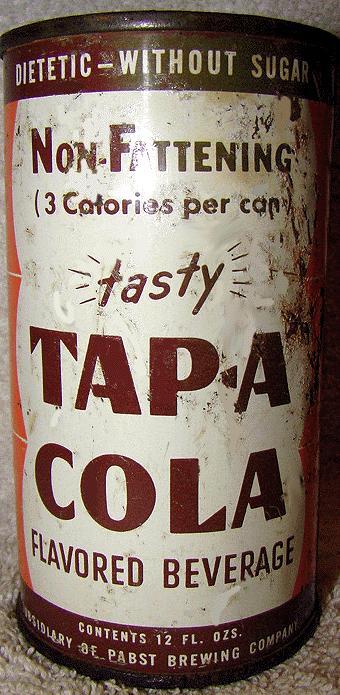 DIETETIC–WITHOUT SUGAR
NON-FATTENING
(3 Calories per can
tasty
TAP·A
COLA
FLAVORED BEVERAGE
CONTENTS 12 FL. OZS.
SUBSIDIARY OF PABST BREWING COMPANY